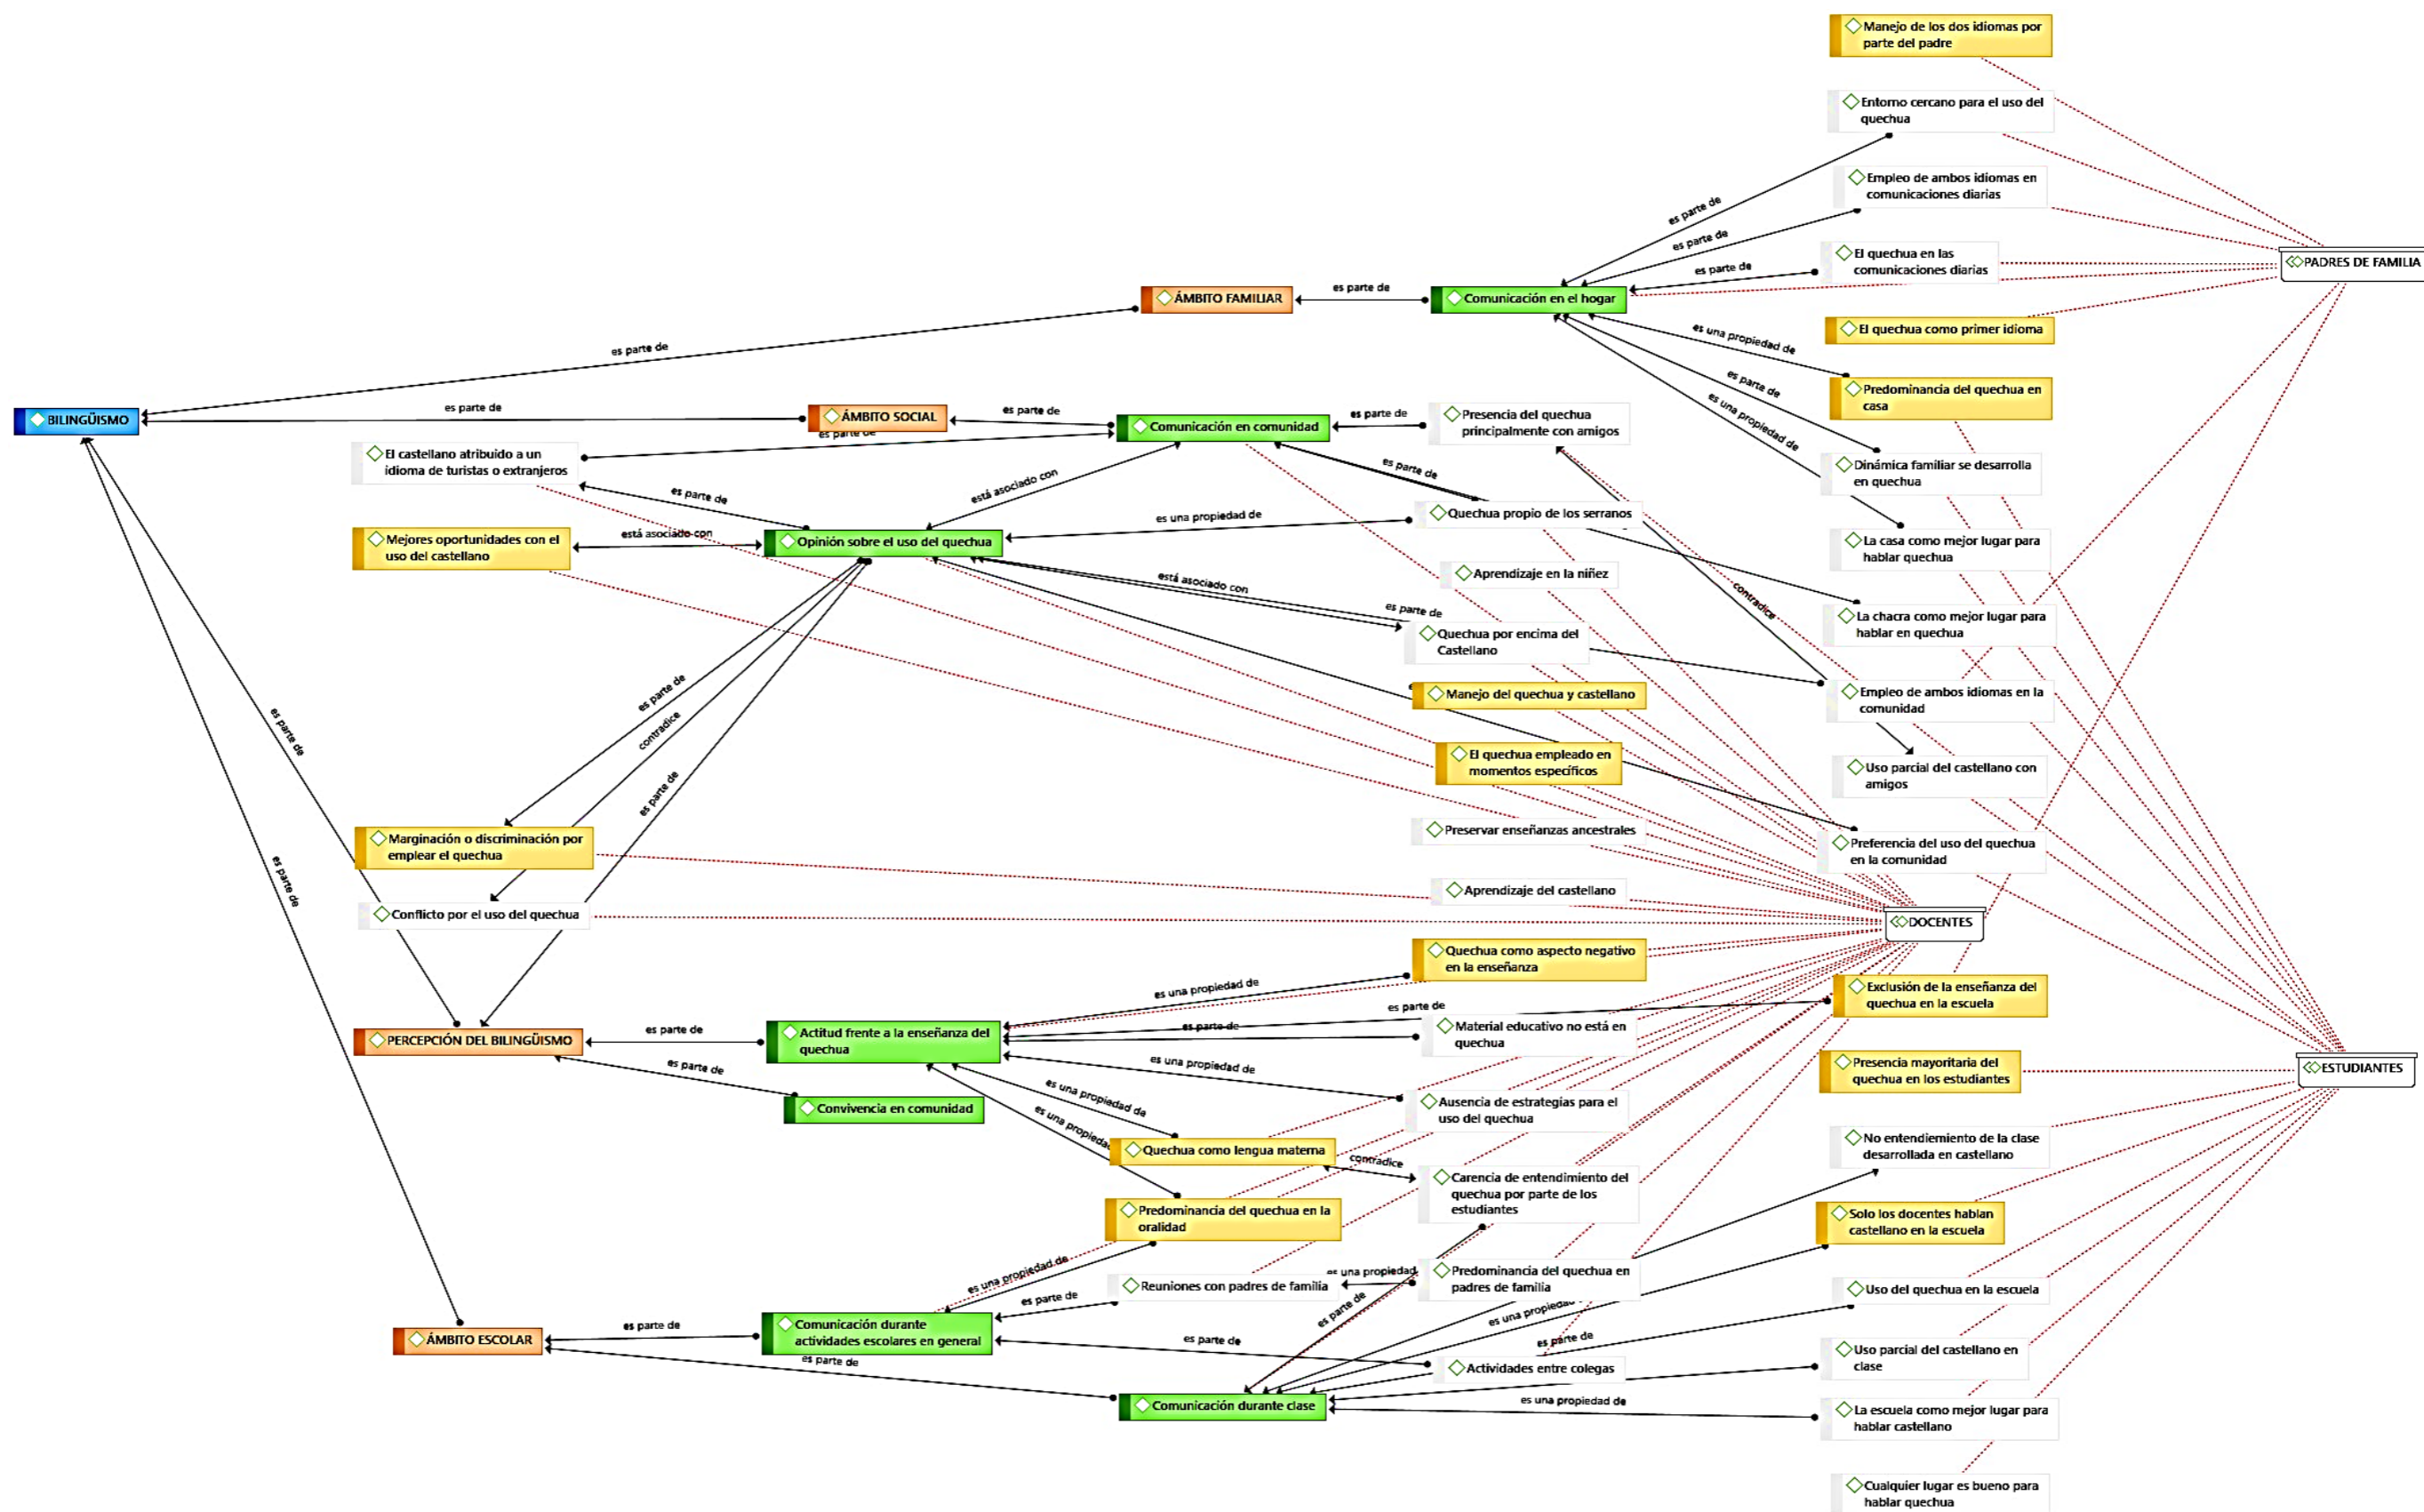 Manejo de los dos idiomas por
parte del padre
Entorno cercano para el uso del
quechua
Empleo de ambos idiomas en
comunicaciones diarias
es parte de
es parte de
El quechua en las
comunicaciones diarias
es parte de
PADRES DE FAMILIA
ÁMBITO FAMILIAR
es parte de
Comunicación en el hogar
El quechua como primer idioma
es una propiedad de
es parte de
Predominancia del quechua en
casa
es parte de
es una propiedad de
BILINGÜISMO
es parte de
ÁMBITO SOCIAL
es parte de
Comunicación en comunidad
es parte de
Presencia del quechua
principalmente con amigos
es parte de
El castellano atribuido a un
idioma de turistas o extranjeros
es parte de
está asociado con
es parte de
Dinámica familiar se desarrolla
en quechua
Mejores oportunidades con el
uso del castellano
está asociado con
Opinión sobre el uso del quechua
es una propiedad de
Quechua propio de los serranos
La casa como mejor lugar para
hablar quechua
Aprendizaje en la niñez
está asociado con
es parte de
contradice
La chacra como mejor lugar para
hablar en quechua
Quechua por encima del
Castellano
Manejo del quechua y castellano
Empleo de ambos idiomas en la
comunidad
es parte de
contradice
es parte de
es parte de
El quechua empleado en
momentos específicos
Uso parcial del castellano con
amigos
Marginación o discriminación por
emplear el quechua
Preservar enseñanzas ancestrales
Preferencia del uso del quechua
en la comunidad
es parte de
Conflicto por el uso del quechua
Aprendizaje del castellano
DOCENTES
Quechua como aspecto negativo
en la enseñanza
es una propiedad de
Exclusión de la enseñanza del
quechua en la escuela
es parte de
PERCEPCIÓN DEL BILINGÜISMO
es parte de
Actitud frente a la enseñanza del
quechua
es parte de
Material educativo no está en
quechua
es parte de
es una propiedad de
Presencia mayoritaria del
quechua en los estudiantes
ESTUDIANTES
Convivencia en comunidad
es una propiedad de
es una propiedad
Ausencia de estrategias para el
uso del quechua
Quechua como lengua materna
contradice
No entendiemiento de la clase
desarrollada en castellano
Carencia de entendimiento del
quechua por parte de los
estudiantes
Predominancia del quechua en la
oralidad
Solo los docentes hablan
castellano en la escuela
es una propiedad de
Reuniones con padres de familia
es una propiedad
Predominancia del quechua en
padres de familia
Uso del quechua en la escuela
es parte de
es parte de
es una propiedad
ÁMBITO ESCOLAR
es parte de
Comunicación durante
actividades escolares en general
es parte de
es parte de
Uso parcial del castellano en
clase
es parte de
Actividades entre colegas
Comunicación durante clase
es una propiedad de
La escuela como mejor lugar para
hablar castellano
Cualquier lugar es bueno para
hablar quechua